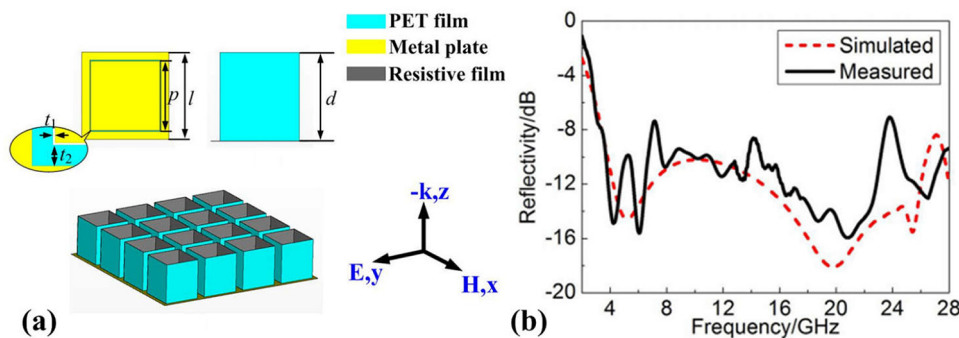 PET film
Metal plate
Resistive film
p
l
d
t1
t2
-k,z
E,y
H,x
(a)
0
-4
-8
-12
-16
-20
Reflectivity/dB
Simulated
Measured
4 8 12 16 20 24 28
Frequency/GHz
(b)